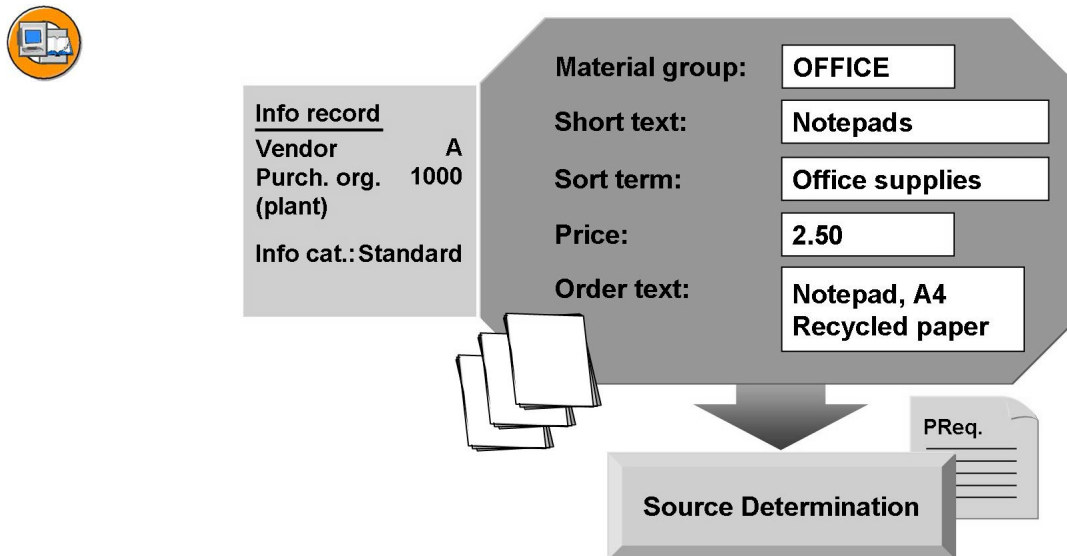 Info record
Vendor A
Purch. org. 1000
(plant)
Info cat.: Standard
Material group: OFFICE
Short text: Notepads
Sort term: Office supplies
Price: 2.50
Order text: Notepad, A4
Recycled paper
PReq.
Source Determination